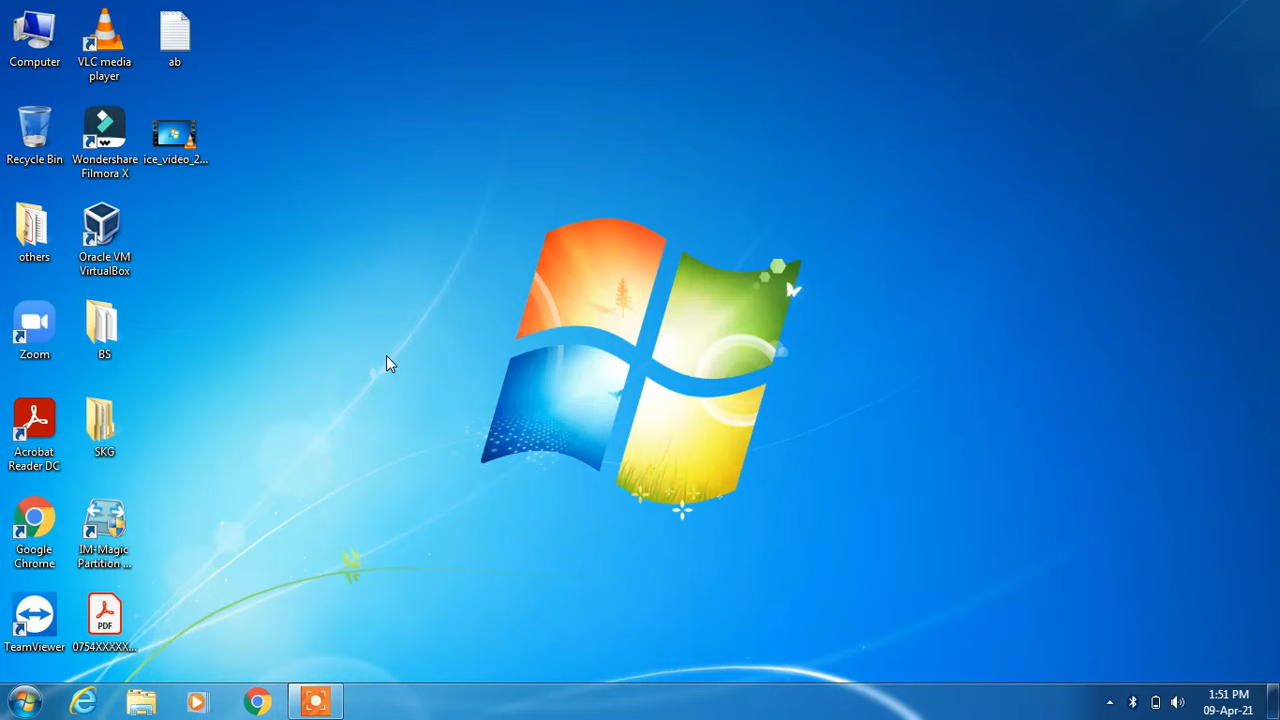 Computer
VLC media
player
ab
Recycle Bin
Wondershare
Filmora X
ice_video_2...
others
Oracle VM
VirtualBox
Zoom
BS
Acrobat
Reader DC
SKG
Google
Chrome
IM-Magic
Partition ...
TeamViewer
PDF
0754XXXXX...
1:51 PM
09-Apr-21